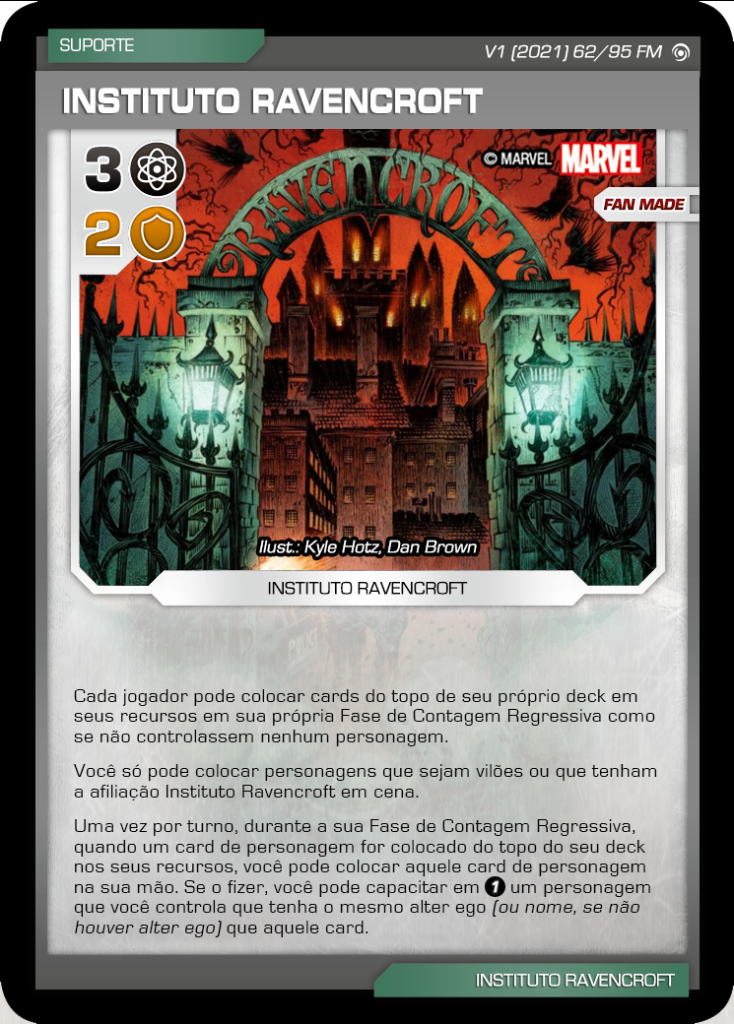 SUPORTE
V1 (2021) 62/95 FM
INSTITUTO RAVENCROFT
3
© MARVEL MARVEL
FAN MADE
2
RAVENCROFT
Ilust.: Kyle Hotz, Dan Brown
INSTITUTO RAVENCROFT
Cada jogador pode colocar cards do topo de seu próprio deck em
seus recursos em sua própria Fase de Contagem Regressiva como
se não controlassem nenhum personagem.
Você só pode colocar personagens que sejam vilões ou que tenham
a afiliação Instituto Ravencroft em cena.
Uma vez por turno, durante a sua Fase de Contagem Regressiva,
quando um card de personagem for colocado do topo do seu deck
nos seus recursos, você pode colocar aquele card de personagem
na sua mão. Se o fizer, você pode capacitar em 1 um personagem
que você controla que tenha o mesmo alter ego (ou nome, se não
houver alter ego) que aquele card.
INSTITUTO RAVENCROFT